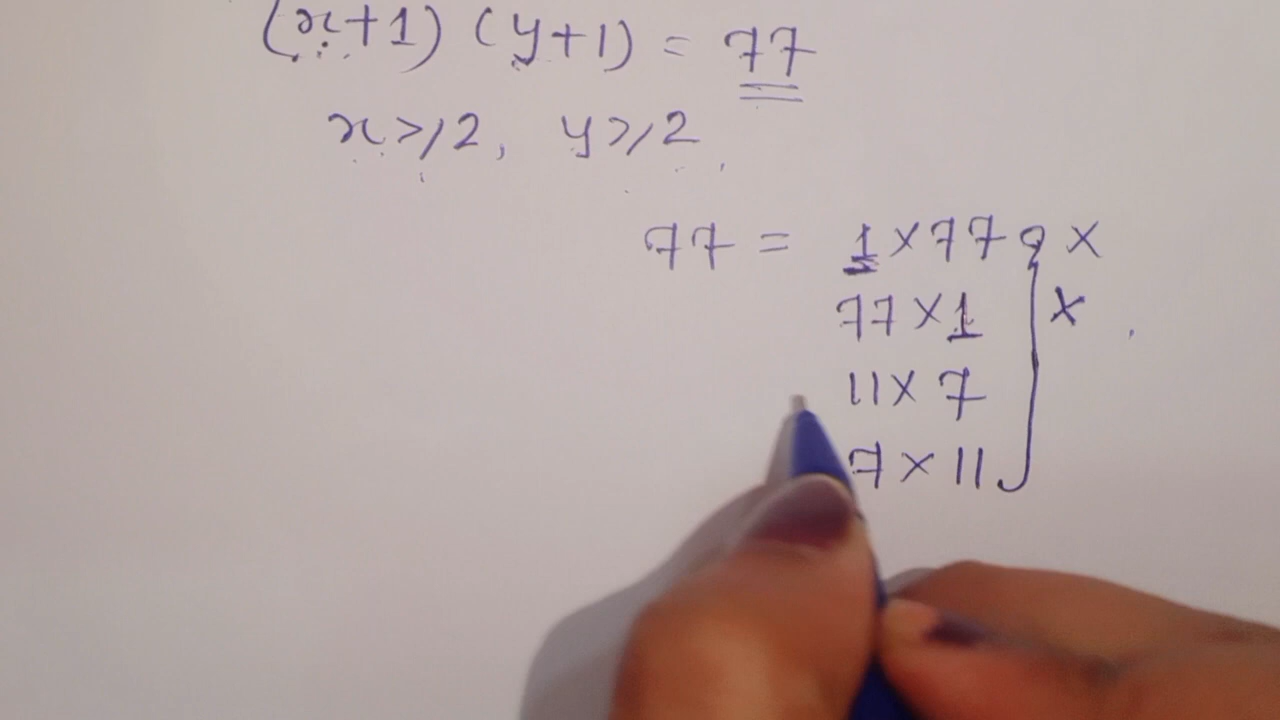 (x+1) (y+1) = 77
x>/2, y>/2
77 = 1×77 ×
77×1 ×
11×7
7×11